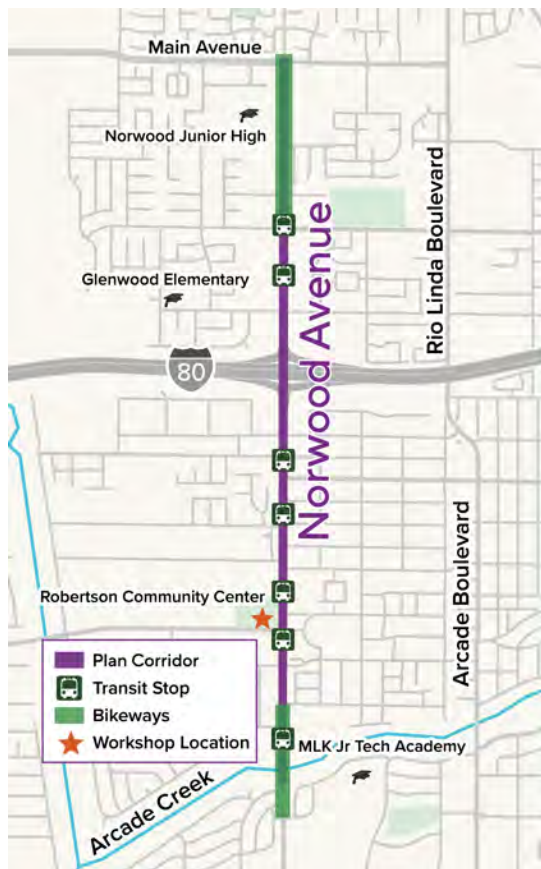 Main Avenue
Norwood Junior High
Norwood Avenue
Rio Linda Boulevard
Glenwood Elementary
80
Arcade Boulevard
Robertson Community Center
Plan Corridor
Transit Stop
Bikeways
Workshop Location
MLK Jr Tech Academy
Arcade Creek